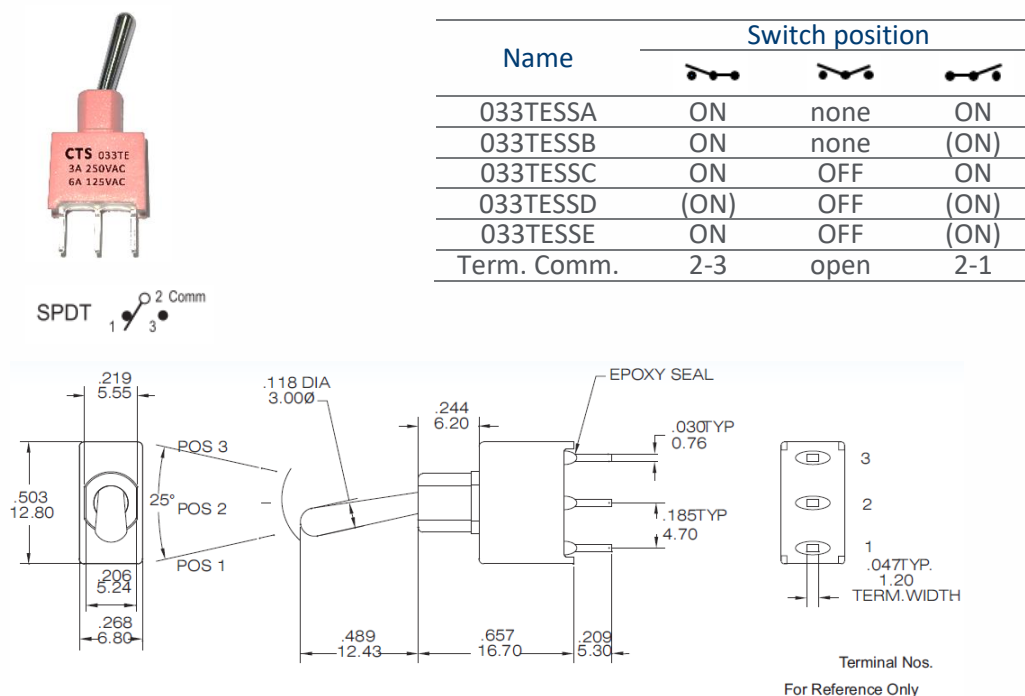 CTS 033TE
3A 250VAC
6A 125VAC
Name Switch position
033TESSA ON none ON
033TESSB ON none (ON)
033TESSC ON OFF ON
033TESSD (ON) OFF (ON)
033TESSE ON OFF (ON)
Term. Comm. 2-3 open 2-1
SPDT 1 2 Comm 3
.219
5.55
.503
12.80
.206
5.24
.268
6.80
POS 3
25°
POS 2
POS 1
.118 DIA
3.00Ø
.244
6.20
EPOXY SEAL
.030TYP
0.76
.185TYP
4.70
.489
12.43
.657
16.70
.209
5.30
3
2
1
.047TYP.
1.20
TERM.WIDTH
Terminal Nos.
For Reference Only